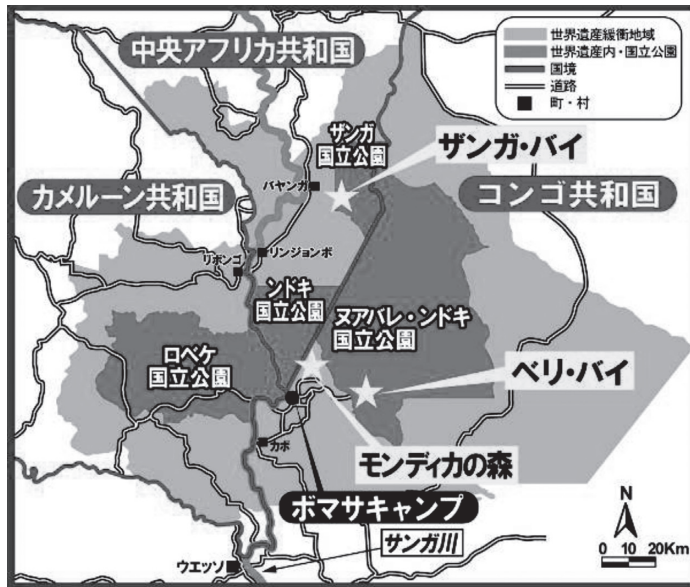 中央アフリカ共和国
世界遺産緩衝地域
世界遺産内・国立公園
国境
道路
町・村
ザンガ
国立公園
ザンガ・バイ
カメルーン共和国
バヤンガ
コンゴ共和国
リンジョンボ
リボンゴ
ンドキ
国立公園
ヌアバレ・ンドキ
国立公園
ロベケ
国立公園
ベリ・バイ
カボ
モンディカの森
ボマサキャンプ
サンガ川
ウエッソ
N
0 10 20Km